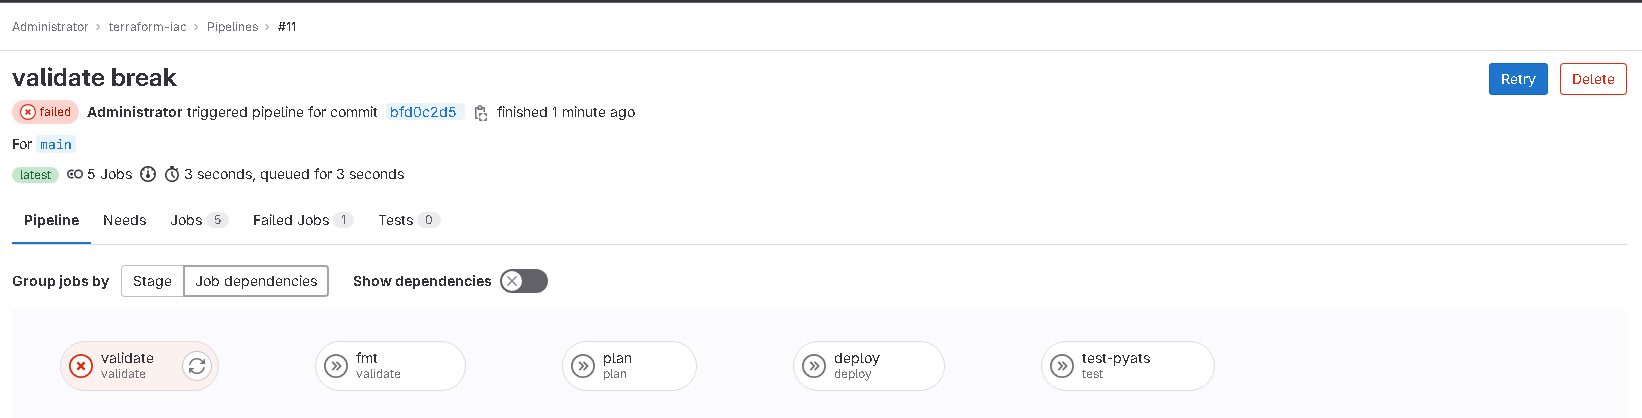 Administrator > terraform-iac > Pipelines > #11
validate break
Retry
Delete
failed Administrator triggered pipeline for commit bfd0c2d5 finished 1 minute ago
For main
latest 5 Jobs 3 seconds, queued for 3 seconds
Pipeline Needs Jobs 5 Failed Jobs 1 Tests 0
Group jobs by Stage Job dependencies Show dependencies
validate
validate
fmt
validate
plan
plan
deploy
deploy
test-pyats
test